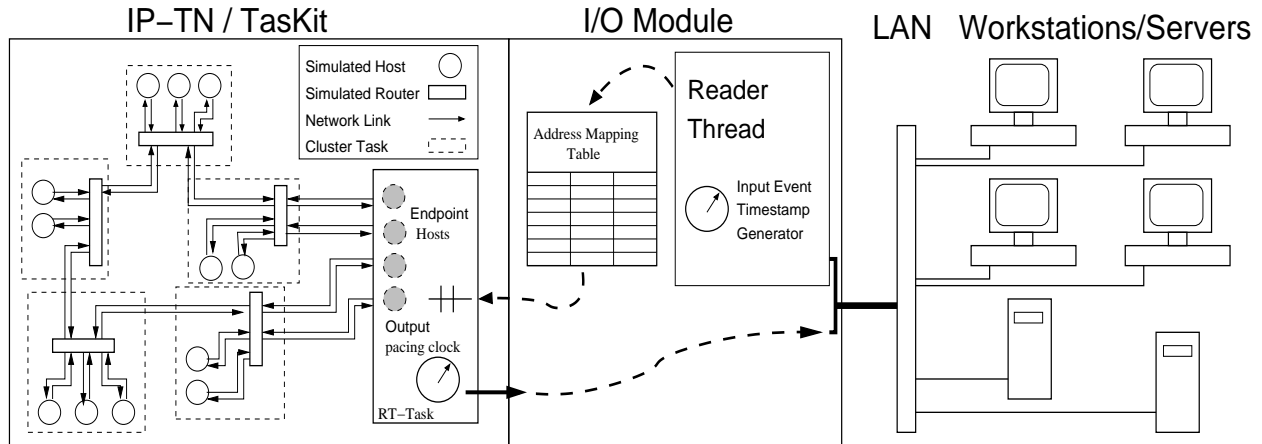 IP−TN / TasKit
I/O Module
LAN Workstations/Servers
Simulated Host
Simulated Router
Network Link
Cluster Task
Reader
Thread
Address Mapping
Table
Input Event
Timestamp
Generator
Endpoint
Hosts
Output
pacing clock
RT−Task